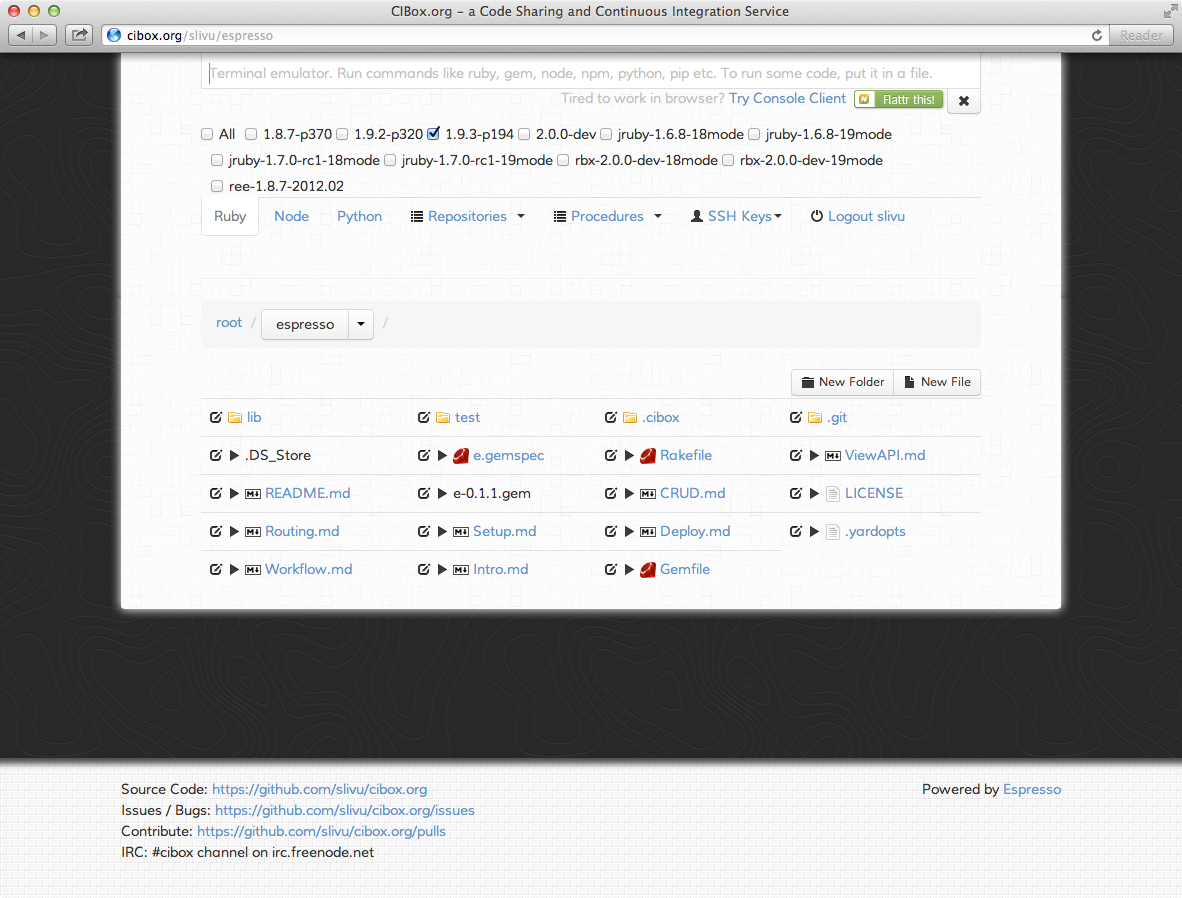 CIBox.org – a Code Sharing and Continuous Integration Service
cibox.org/slivu/espresso
Reader
Terminal emulator. Run commands like ruby, gem, node, npm, python, pip etc. To run some code, put it in a file.
Tired to work in browser? Try Console Client Flattr this!
All 1.8.7-p370 1.9.2-p320 1.9.3-p194 2.0.0-dev jruby-1.6.8-18mode jruby-1.6.8-19mode
jruby-1.7.0-rc1-18mode jruby-1.7.0-rc1-19mode rbx-2.0.0-dev-18mode rbx-2.0.0-dev-19mode
ree-1.8.7-2012.02
Ruby Node Python Repositories Procedures SSH Keys Logout slivu
root / espresso /
New Folder New File
lib test .cibox .git
.DS_Store e.gemspec Rakefile ViewAPI.md
README.md e-0.1.1.gem CRUD.md LICENSE
Routing.md Setup.md Deploy.md .yardopts
Workflow.md Intro.md Gemfile
Source Code: https://github.com/slivu/cibox.org Powered by Espresso
Issues / Bugs: https://github.com/slivu/cibox.org/issues
Contribute: https://github.com/slivu/cibox.org/pulls
IRC: #cibox channel on irc.freenode.net